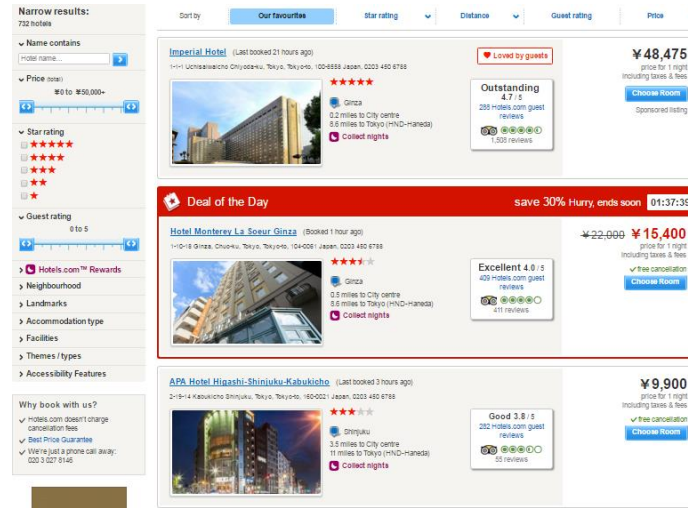 Narrow results:
732 hotels
Name contains
Hotel name...
Price (total)
¥0 to ¥50,000+
Star rating
Guest rating
0 to 5
Hotels.com™ Rewards
Neighbourhood
Landmarks
Accommodation type
Facilities
Themes / types
Accessibility Features
Why book with us?
Hotels.com doesn't charge
cancellation fees
Best Price Guarantee
We're just a phone call away:
020 3 027 8146
Sort by Our favourites Star rating Distance Guest rating Price
Imperial Hotel (Last booked 21 hours ago)
1-1-1 Uchisaiwaicho Chiyoda-ku, Tokyo, Tokyo-to, 100-8558 Japan, 0203 450 6788
Ginza
0.2 miles to City centre
8.6 miles to Tokyo (HND-Haneda)
Collect nights
Loved by guests
Outstanding
4.7 / 5
288 Hotels.com guest
reviews
1,508 reviews
¥48,475
price for 1 night
including taxes & fees
Choose Room
Sponsored listing
Deal of the Day save 30% Hurry, ends soon 01:37:39
Hotel Monterey La Soeur Ginza (Booked 1 hour ago)
1-10-18 Ginza, Chuo-ku, Tokyo, Tokyo-to, 104-0061 Japan, 0203 450 6788
Ginza
0.5 miles to City centre
8.6 miles to Tokyo (HND-Haneda)
Collect nights
Excellent 4.0 / 5
409 Hotels.com guest
reviews
411 reviews
¥22,000 ¥15,400
price for 1 night
including taxes & fees
free cancellation
Choose Room
APA Hotel Higashi-Shinjuku-Kabukicho (Last booked 3 hours ago)
2-19-14 Kabukicho Shinjuku, Tokyo, Tokyo-to, 160-0021 Japan, 0203 450 6788
Shinjuku
3.5 miles to City centre
11 miles to Tokyo (HND-Haneda)
Collect nights
Good 3.8 / 5
282 Hotels.com guest
reviews
55 reviews
¥9,900
price for 1 night
including taxes & fees
free cancellation
Choose Room